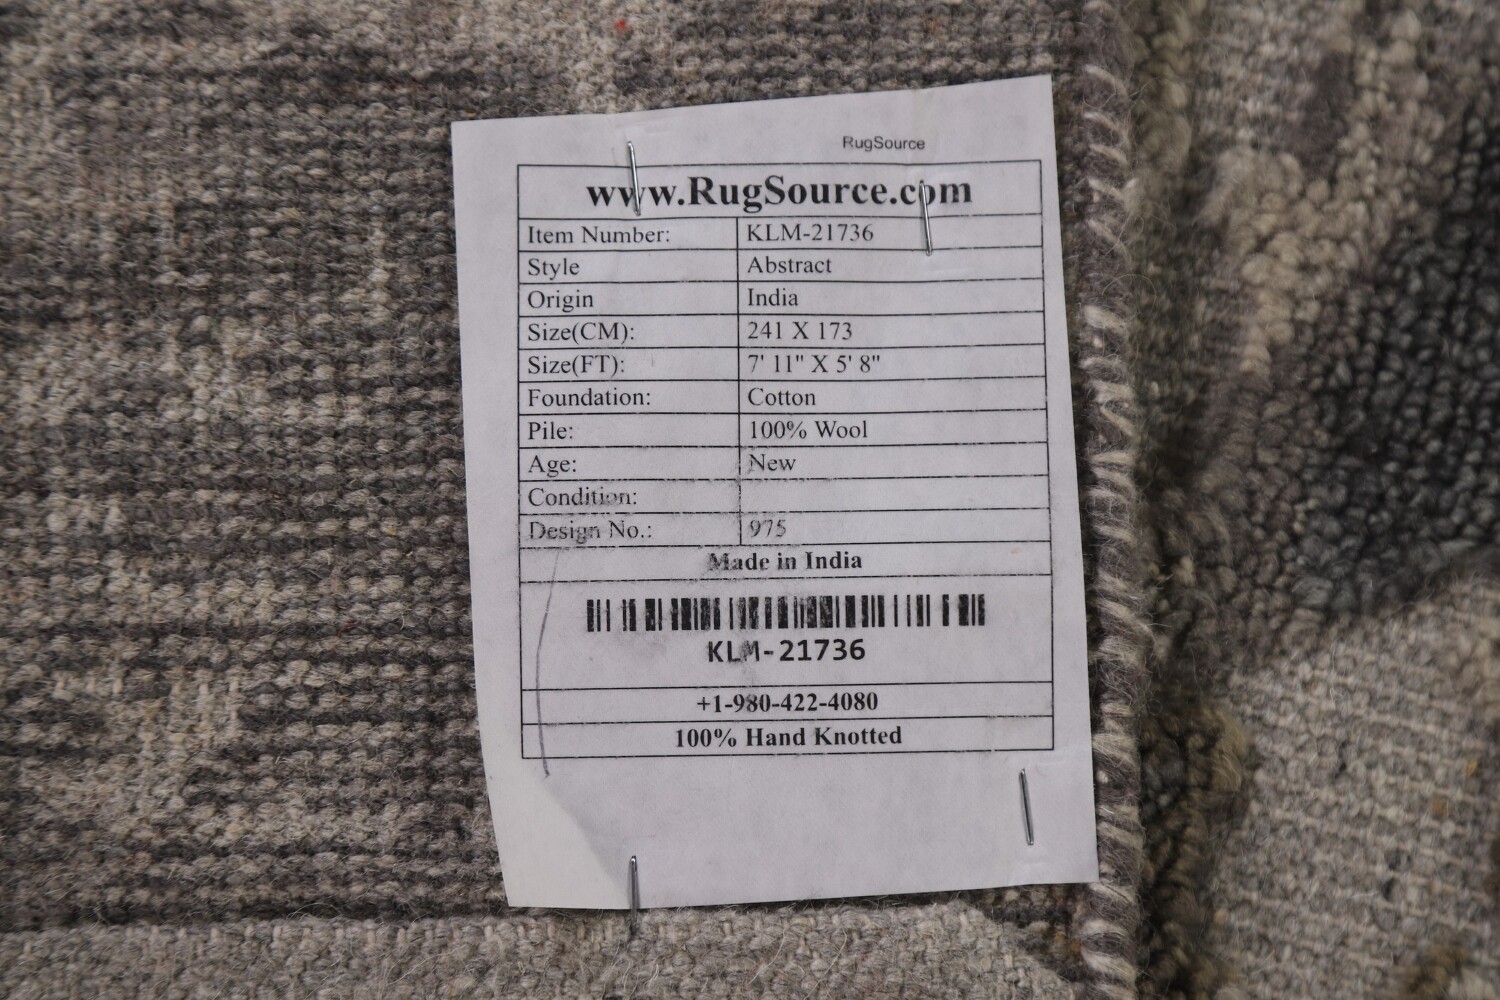 RugSource
www.RugSource.com
Item Number: KLM-21736
Style Abstract
Origin India
Size(CM): 241 X 173
Size(FT): 7' 11" X 5' 8"
Foundation: Cotton
Pile: 100% Wool
Age: New
Condition:
Design No.: 975
Made in India
KLM-21736
+1-980-422-4080
100% Hand Knotted